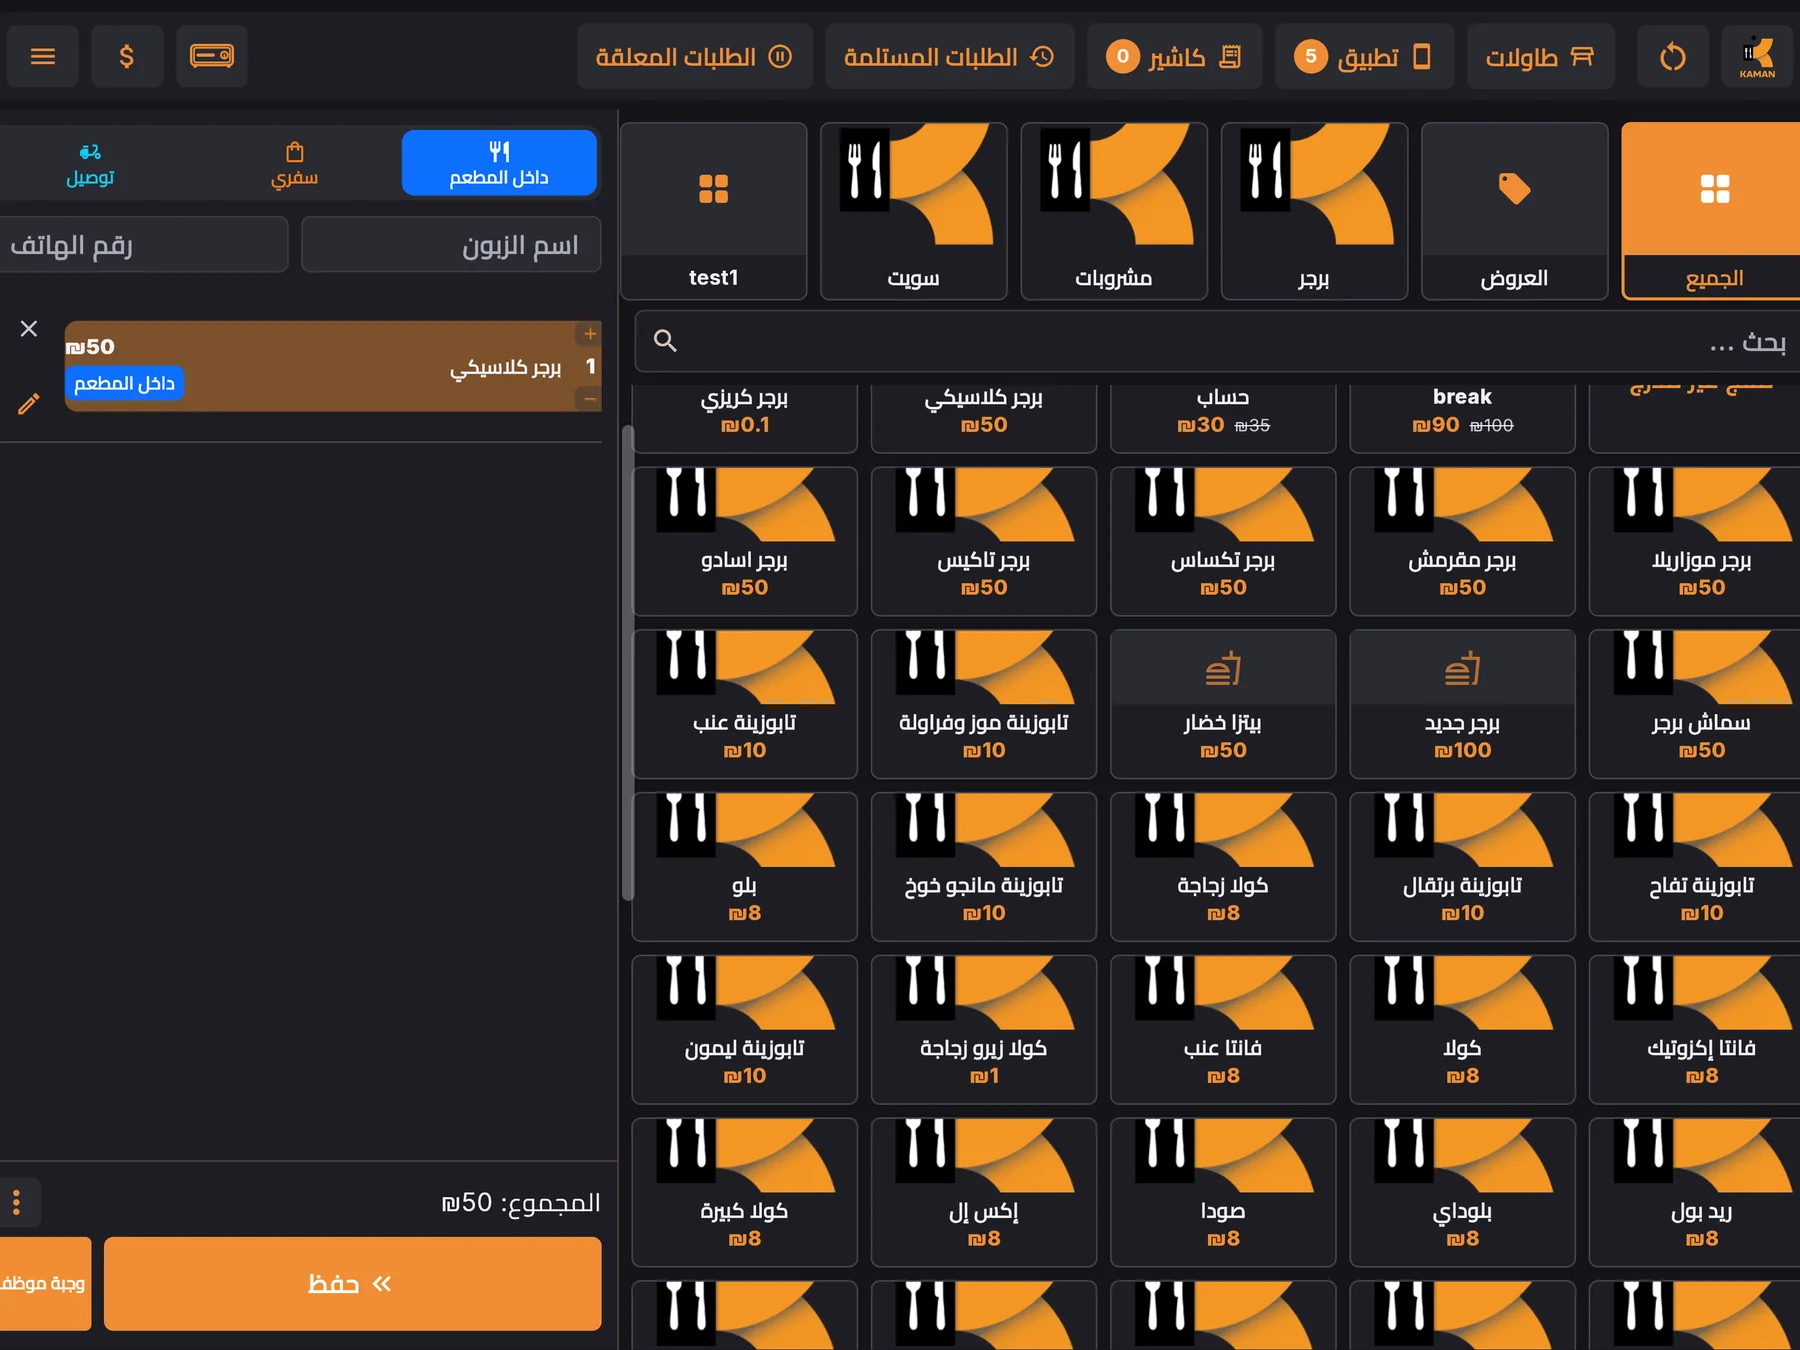 KAMAN
طاولات
تطبيق 5
كاشير 0
الطلبات المستلمة
الطلبات المعلقة
$
الجميع
العروض
برجر
مشروبات
سويت
test1
بحث ...
break
₪90 ₪100
حساب
₪30 ₪35
برجر كلاسيكي
₪50
برجر كريزي
₪0.1
برجر موزاريلا
₪50
برجر مقرمش
₪50
برجر تكساس
₪50
برجر تاكيس
₪50
برجر اسادو
₪50
سماش برجر
₪50
برجر جديد
₪100
بيتزا خضار
₪50
تابوزينة موز وفراولة
₪10
تابوزينة عنب
₪10
تابوزينة تفاح
₪10
تابوزينة برتقال
₪10
كولا زجاجة
₪8
تابوزينة مانجو خوخ
₪10
بلو
₪8
فانتا إكزوتيك
₪8
كولا
₪8
فانتا عنب
₪8
كولا زيرو زجاجة
₪1
تابوزينة ليمون
₪10
ريد بول
₪8
بلوداي
₪8
صودا
₪8
إكس إل
₪8
كولا كبيرة
₪8
داخل المطعم
سفري
توصيل
اسم الزبون
رقم الهاتف
+
1
−
برجر كلاسيكي
₪50
داخل المطعم
المجموع: ₪50
حفظ
وجبة موظف